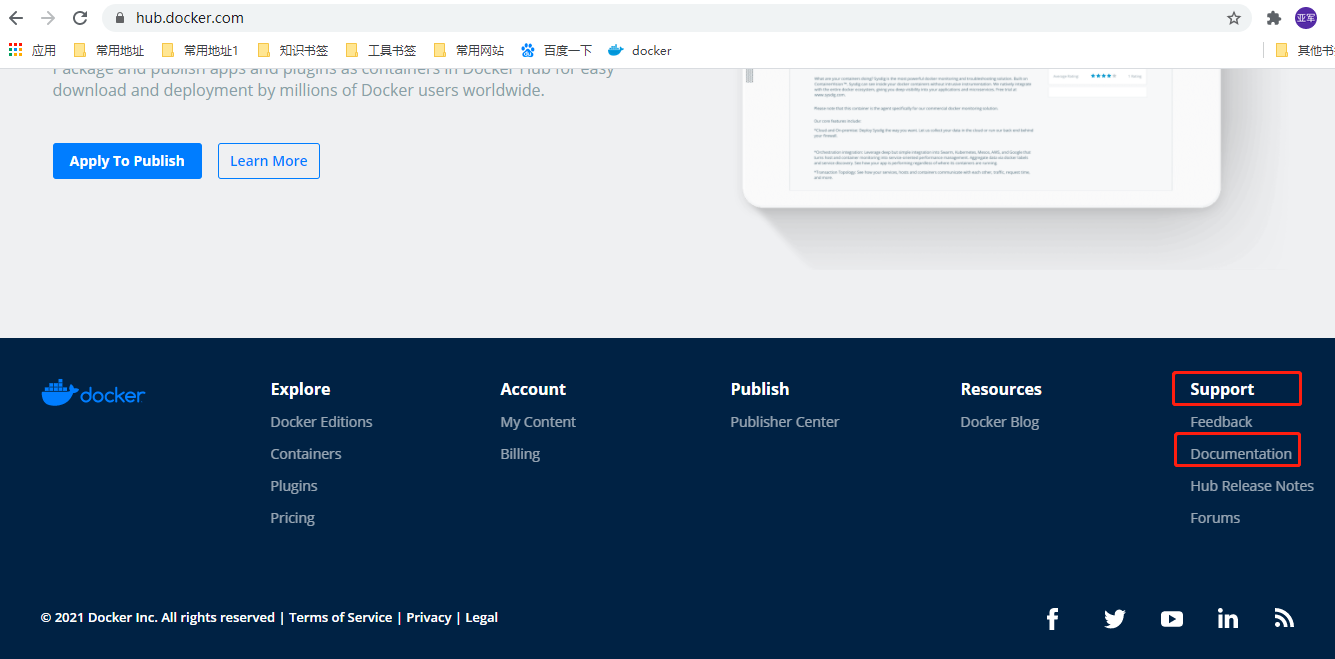 hub.docker.com
亚军
应用 常用地址 常用地址1 知识书签 工具书签 常用网站 百度一下 docker 其他书
Package and publish apps and plugins as containers in Docker Hub for easy
download and deployment by millions of Docker users worldwide.
Apply To Publish Learn More
docker
Explore
Docker Editions
Containers
Plugins
Pricing
Account
My Content
Billing
Publish
Publisher Center
Resources
Docker Blog
Support
Feedback
Documentation
Hub Release Notes
Forums
© 2021 Docker Inc. All rights reserved | Terms of Service | Privacy | Legal